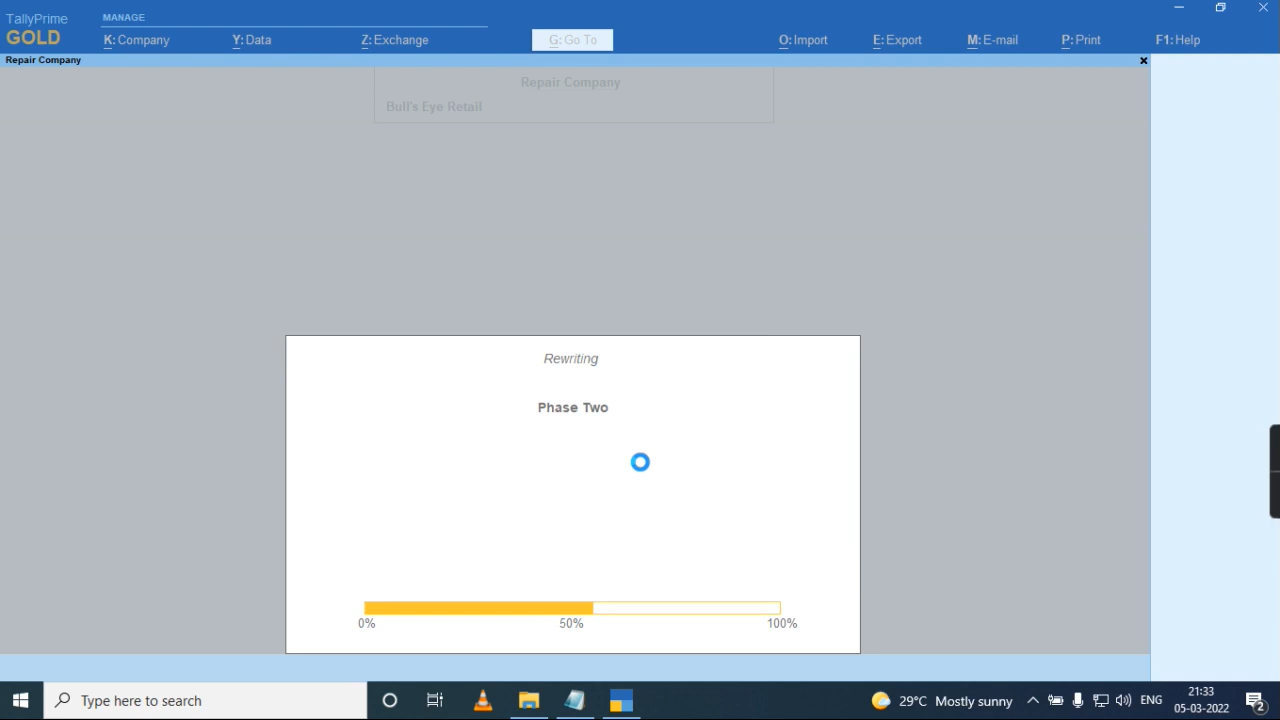 TallyPrime
GOLD
MANAGE
K: Company
Y: Data
Z: Exchange
G: Go To
O: Import
E: Export
M: E-mail
P: Print
F1: Help
Repair Company
Repair Company
Bull's Eye Retail
Rewriting
Phase Two
0%
50%
100%
Type here to search
29°C Mostly sunny
ENG
21:33
05-03-2022
2